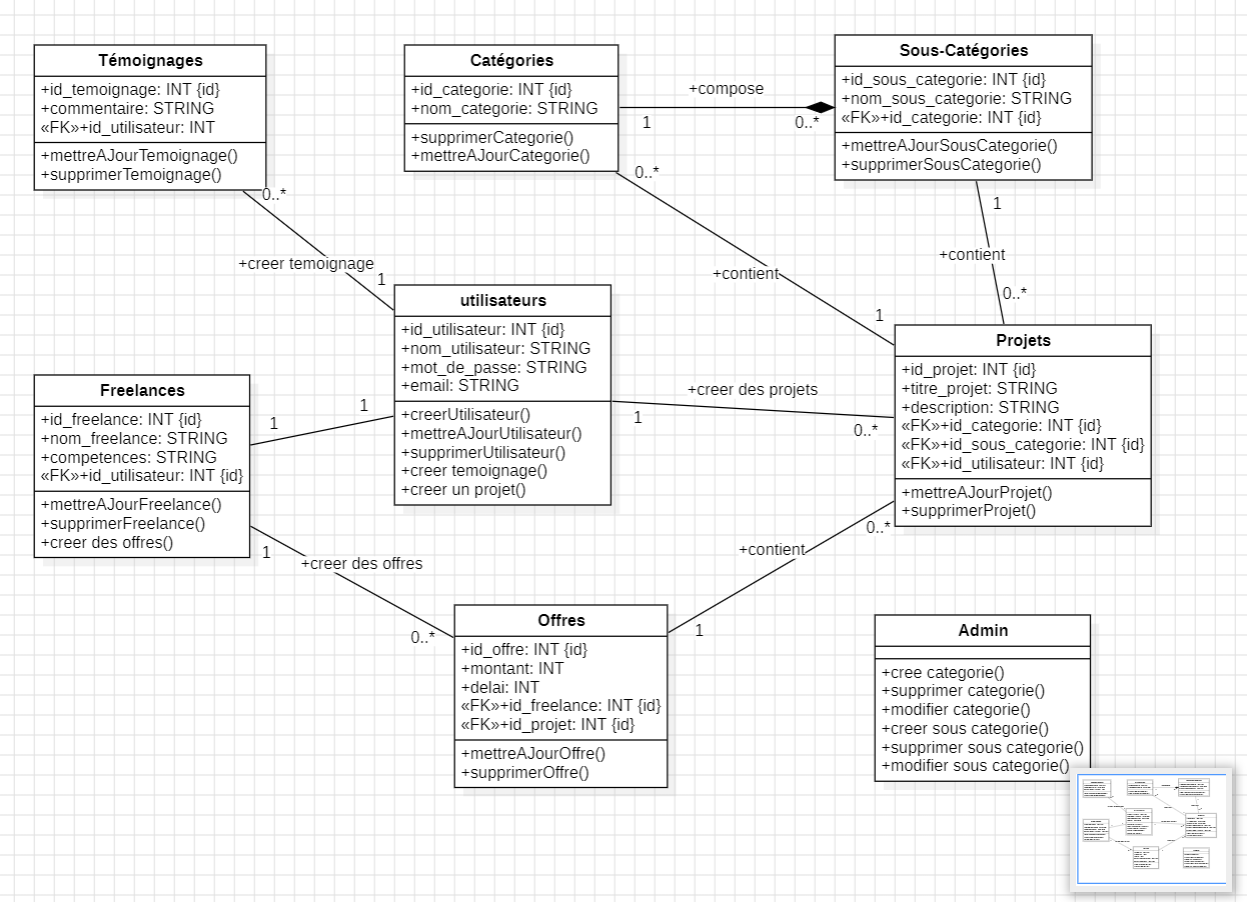 Témoignages
+id_temoignage: INT {id}
+commentaire: STRING
«FK»+id_utilisateur: INT
+mettreAJourTemoignage()
+supprimerTemoignage()
Catégories
+id_categorie: INT {id}
+nom_categorie: STRING
+supprimerCategorie()
+mettreAJourCategorie()
+compose
1
0..*
Sous-Catégories
+id_sous_categorie: INT {id}
+nom_sous_categorie: STRING
«FK»+id_categorie: INT {id}
+mettreAJourSousCategorie()
+supprimerSousCategorie()
0..*
+creer temoignage
1
0..*
+contient
1
1
+contient
0..*
utilisateurs
+id_utilisateur: INT {id}
+nom_utilisateur: STRING
+mot_de_passe: STRING
+email: STRING
+creerUtilisateur()
+mettreAJourUtilisateur()
+supprimerUtilisateur()
+creer temoignage()
+creer un projet()
+creer des projets
1
0..*
Projets
+id_projet: INT {id}
+titre_projet: STRING
+description: STRING
«FK»+id_categorie: INT {id}
«FK»+id_sous_categorie: INT {id}
«FK»+id_utilisateur: INT {id}
+mettreAJourProjet()
+supprimerProjet()
Freelances
+id_freelance: INT {id}
+nom_freelance: STRING
+competences: STRING
«FK»+id_utilisateur: INT {id}
+mettreAJourFreelance()
+supprimerFreelance()
+creer des offres()
1
1
1
+creer des offres
0..*
0..*
+contient
1
Offres
+id_offre: INT {id}
+montant: INT
+delai: INT
«FK»+id_freelance: INT {id}
«FK»+id_projet: INT {id}
+mettreAJourOffre()
+supprimerOffre()
Admin
+cree categorie()
+supprimer categorie()
+modifier categorie()
+creer sous categorie()
+supprimer sous categorie()
+modifier sous categorie()